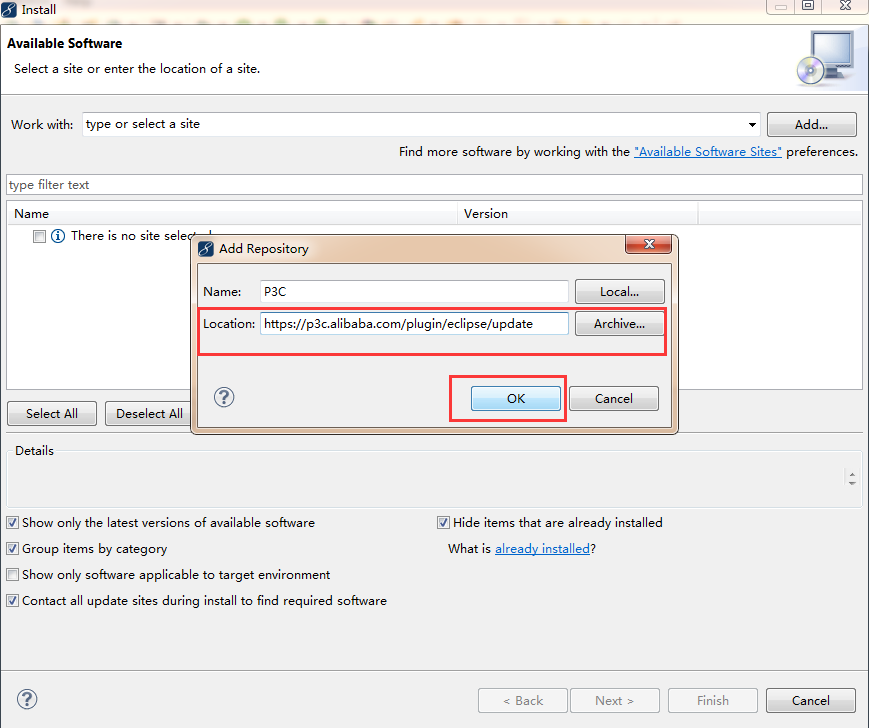 Install
Available Software
Select a site or enter the location of a site.
Work with: type or select a site Add...
Find more software by working with the "Available Software Sites" preferences.
type filter text
Name Version
There is no site
Add Repository
Name: P3C Local...
Location: https://p3c.alibaba.com/plugin/eclipse/update Archive...
OK Cancel
Select All Deselect All
Details
Show only the latest versions of available software Hide items that are already installed
Group items by category What is already installed?
Show only software applicable to target environment
Contact all update sites during install to find required software
< Back Next > Finish Cancel